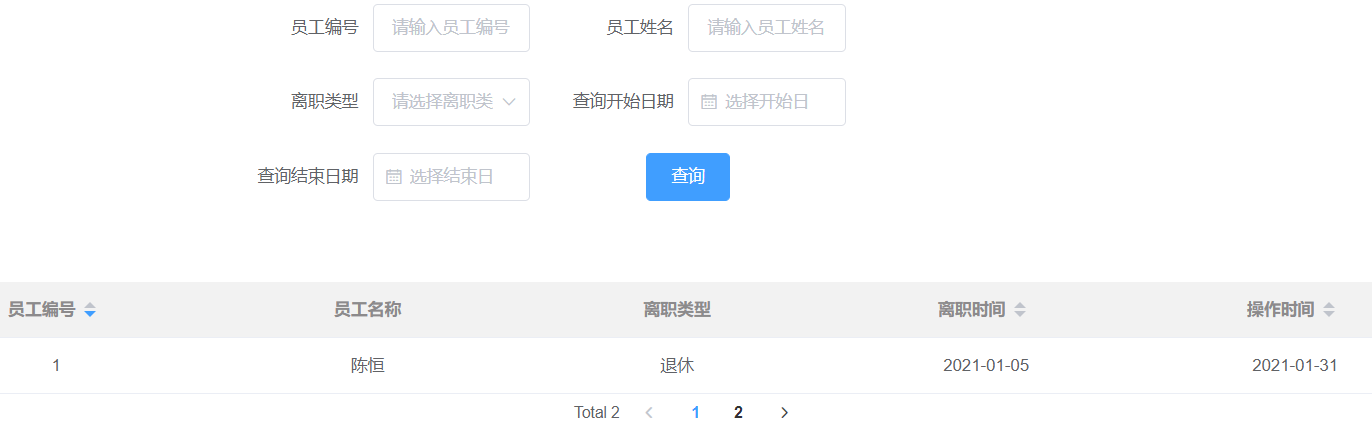 员工编号 请输入员工编号 员工姓名 请输入员工姓名
离职类型 请选择离职类 查询开始日期 选择开始日
查询结束日期 选择结束日 查询
员工编号 员工名称 离职类型 离职时间 操作时间
1 陈恒 退休 2021-01-05 2021-01-31
Total 2 1 2